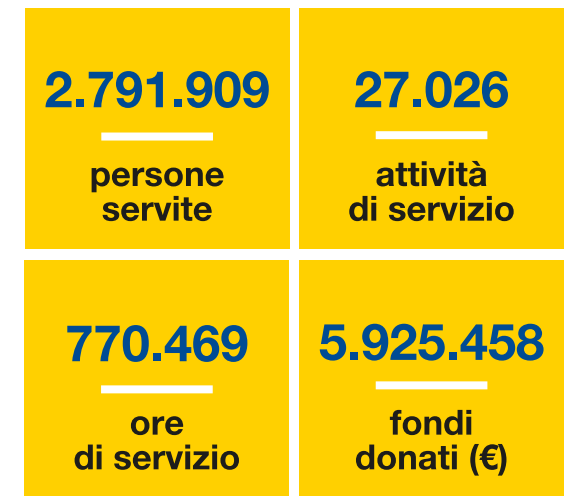 2.791.909
persone
servite
27.026
attività
di servizio
770.469
ore
di servizio
5.925.458
fondi
donati (€)